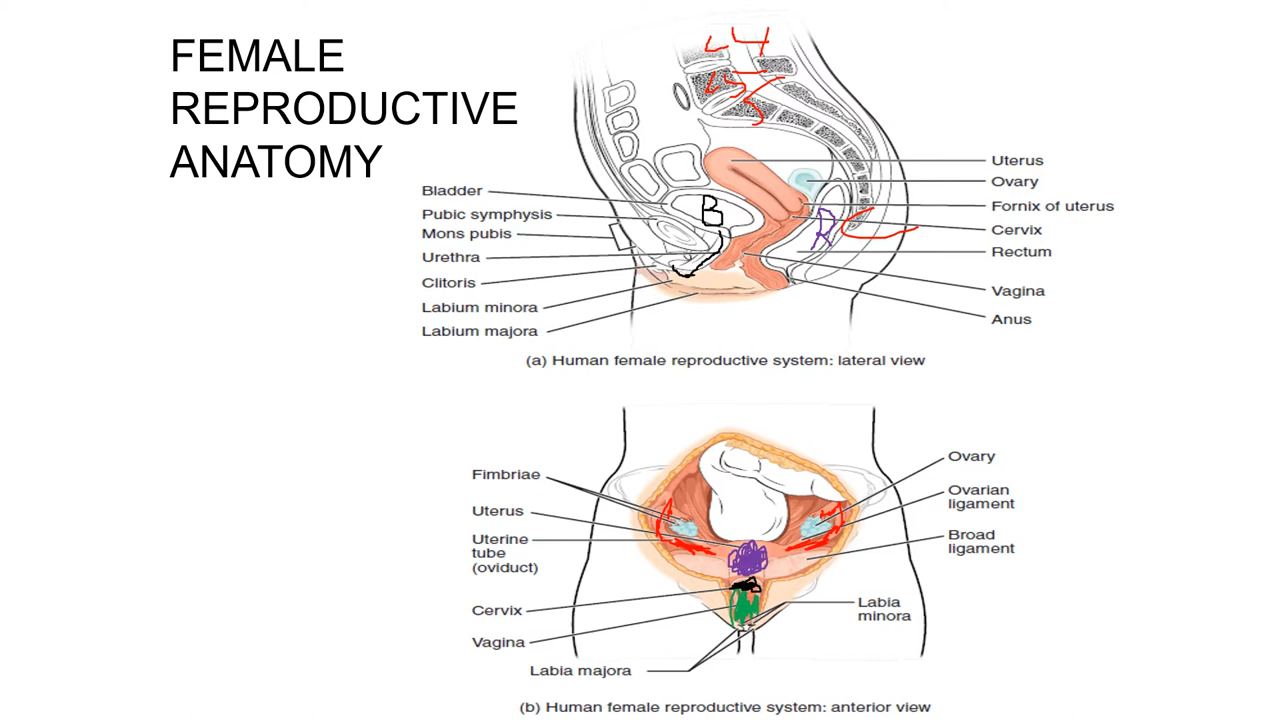 FEMALE
REPRODUCTIVE
ANATOMY
L4
L5
S
Bladder
Pubic symphysis
Mons pubis
Urethra
Clitoris
Labium minora
Labium majora
B
R
C
Uterus
Ovary
Fornix of uterus
Cervix
Rectum
Vagina
Anus
(a) Human female reproductive system: lateral view
Fimbriae
Uterus
Uterine
tube
(oviduct)
Cervix
Vagina
Labia majora
Ovary
Ovarian
ligament
Broad
ligament
Labia
minora
(b) Human female reproductive system: anterior view